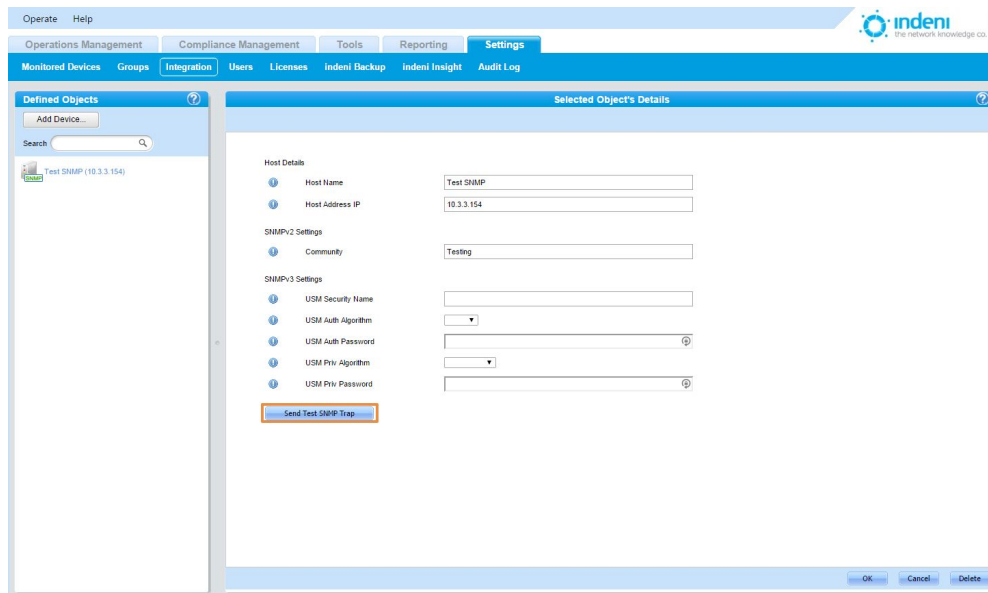 Operate Help
indeni
the network knowledge co.
Operations Management Compliance Management Tools Reporting Settings
Monitored Devices Groups Integration Users Licenses indeni Backup indeni Insight Audit Log
Defined Objects ?
Selected Object's Details ?
Add Device...
Search
Test SNMP (10.3.3.154)
SNMP
Host Details
Host Name Test SNMP
Host Address IP 10.3.3.154
SNMPv2 Settings
Community Testing
SNMPv3 Settings
USM Security Name
USM Auth Algorithm
USM Auth Password
USM Priv Algorithm
USM Priv Password
Send Test SNMP Trap
OK Cancel Delete